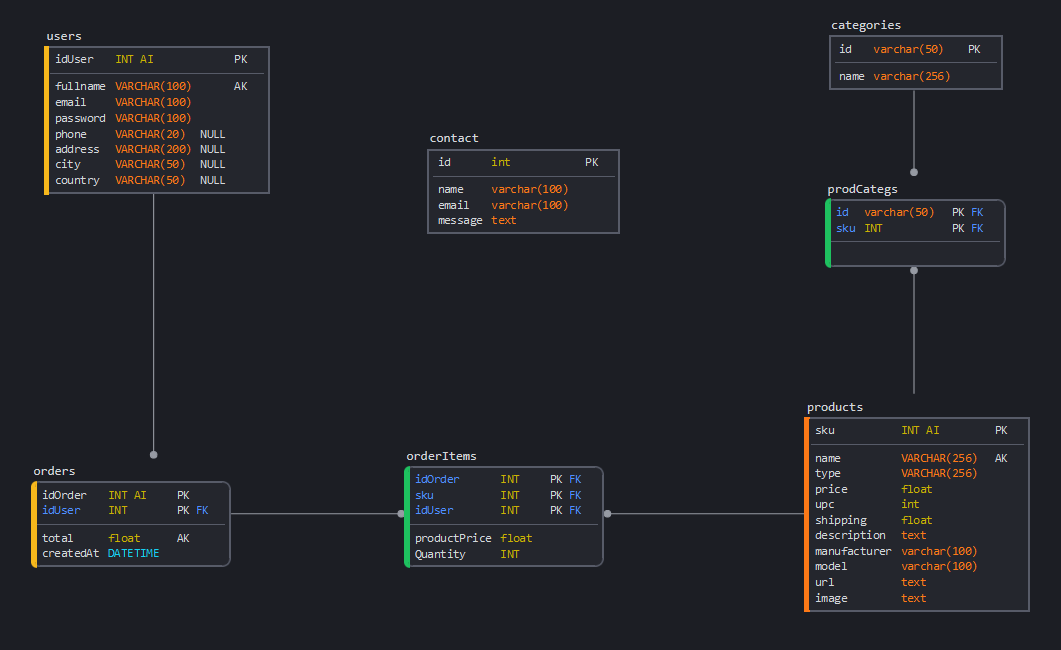 users
idUser INT AI PK
fullname VARCHAR(100) AK
email VARCHAR(100)
password VARCHAR(100)
phone VARCHAR(20) NULL
address VARCHAR(200) NULL
city VARCHAR(50) NULL
country VARCHAR(50) NULL
contact
id int PK
name varchar(100)
email varchar(100)
message text
categories
id varchar(50) PK
name varchar(256)
prodCategs
id varchar(50) PK FK
sku INT PK FK
orders
idOrder INT AI PK
idUser INT PK FK
total float AK
createdAt DATETIME
orderItems
idOrder INT PK FK
sku INT PK FK
idUser INT PK FK
productPrice float
Quantity INT
products
sku INT AI PK
name VARCHAR(256) AK
type VARCHAR(256)
price float
upc int
shipping float
description text
manufacturer varchar(100)
model varchar(100)
url text
image text